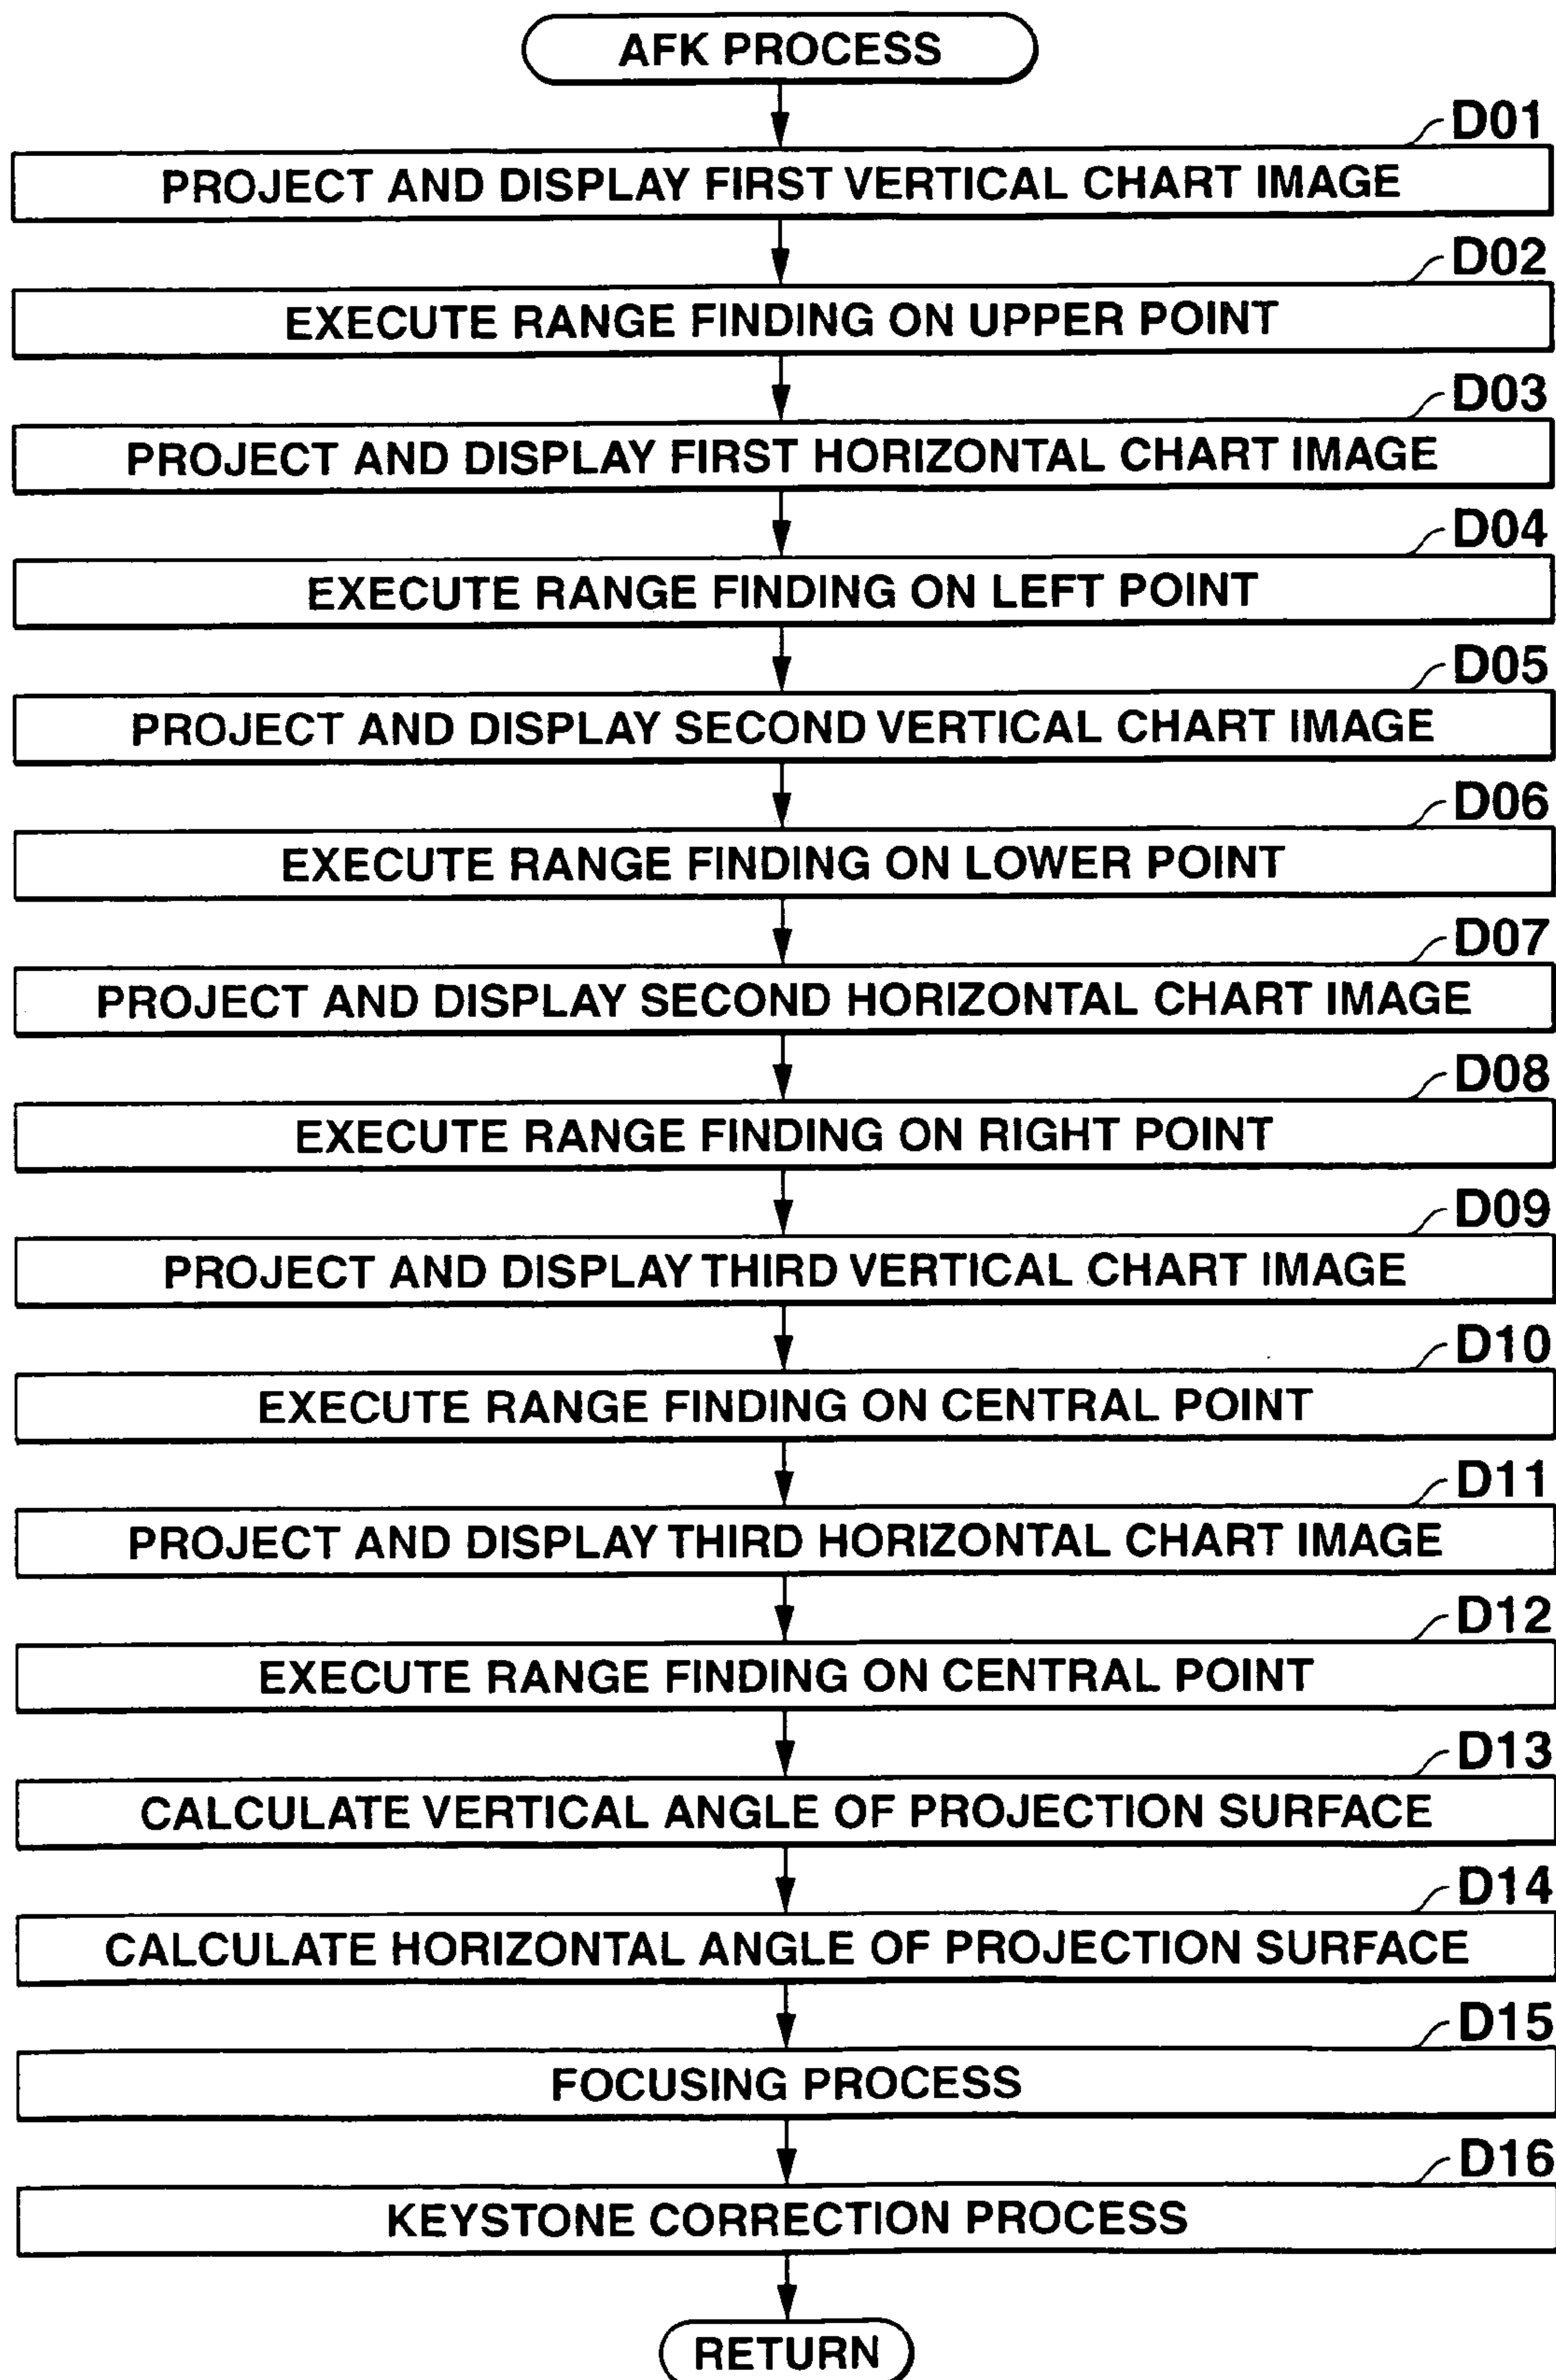 AFK PROCESS
D01
PROJECT AND DISPLAY FIRST VERTICAL CHART IMAGE
D02
EXECUTE RANGE FINDING ON UPPER POINT
D03
PROJECT AND DISPLAY FIRST HORIZONTAL CHART IMAGE
D04
EXECUTE RANGE FINDING ON LEFT POINT
D05
PROJECT AND DISPLAY SECOND VERTICAL CHART IMAGE
D06
EXECUTE RANGE FINDING ON LOWER POINT
D07
PROJECT AND DISPLAY SECOND HORIZONTAL CHART IMAGE
D08
EXECUTE RANGE FINDING ON RIGHT POINT
D09
PROJECT AND DISPLAY THIRD VERTICAL CHART IMAGE
D10
EXECUTE RANGE FINDING ON CENTRAL POINT
D11
PROJECT AND DISPLAY THIRD HORIZONTAL CHART IMAGE
D12
EXECUTE RANGE FINDING ON CENTRAL POINT
D13
CALCULATE VERTICAL ANGLE OF PROJECTION SURFACE
D14
CALCULATE HORIZONTAL ANGLE OF PROJECTION SURFACE
D15
FOCUSING PROCESS
D16
KEYSTONE CORRECTION PROCESS
RETURN